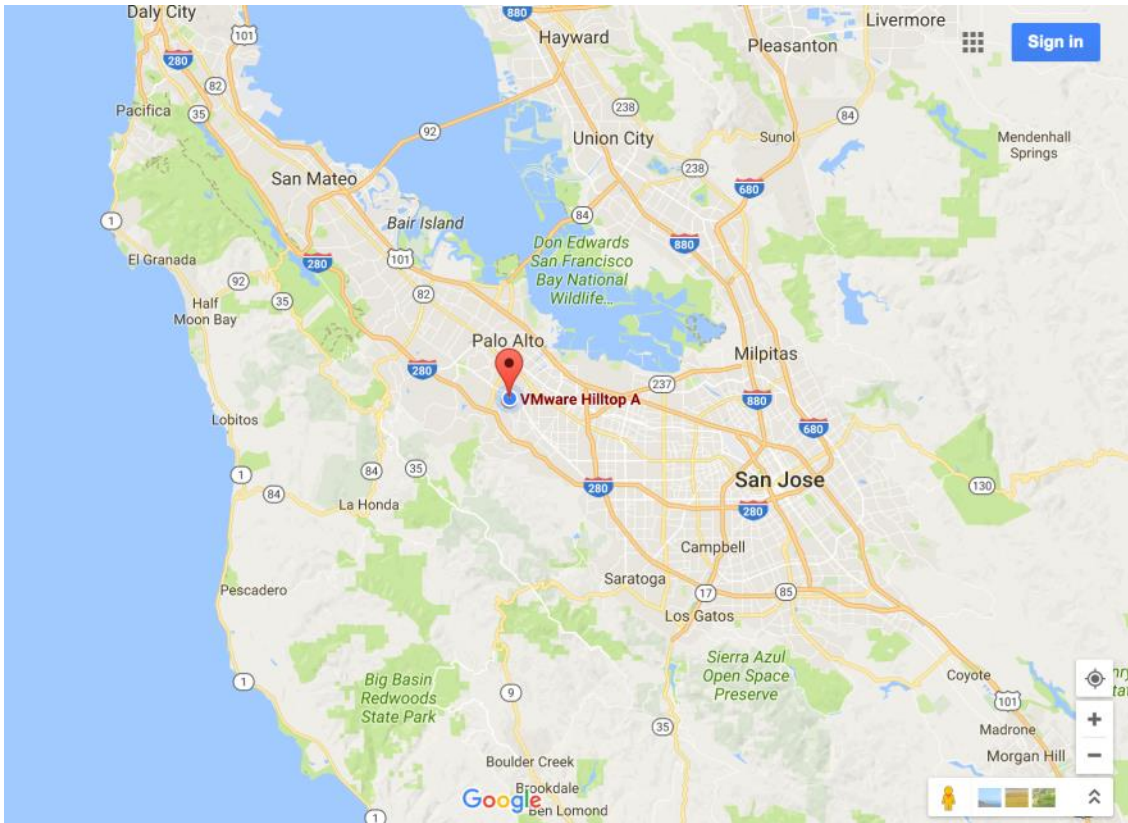 Daly City
101
280
82
Pacifica
35
880
Hayward
Livermore
Pleasanton
Sign in
238
84
92
Union City
Sunol
Mendenhall
Springs
238
680
San Mateo
1
Bair Island
84
880
El Granada
280
101
Don Edwards
San Francisco
Bay National
Wildlife...
92
35
82
Half
Moon Bay
Palo Alto
Milpitas
280
237
VMware Hilltop A
880
680
Lobitos
1
84
35
84
La Honda
280
San Jose
280
130
Campbell
Saratoga
17
85
Los Gatos
Pescadero
1
Big Basin
Redwoods
State Park
9
Sierra Azul
Open Space
Preserve
35
Coyote
101
Madrone
Morgan Hill
+
−
Boulder Creek
Brookdale
Google
Ben Lomond
1